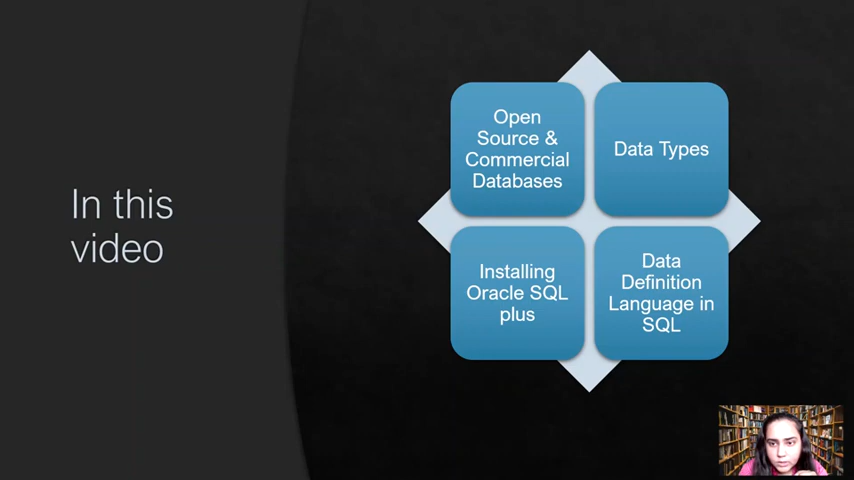 In this
video
Open
Source &
Commercial
Databases
Data Types
Installing
Oracle SQL
plus
Data
Definition
Language in
SQL